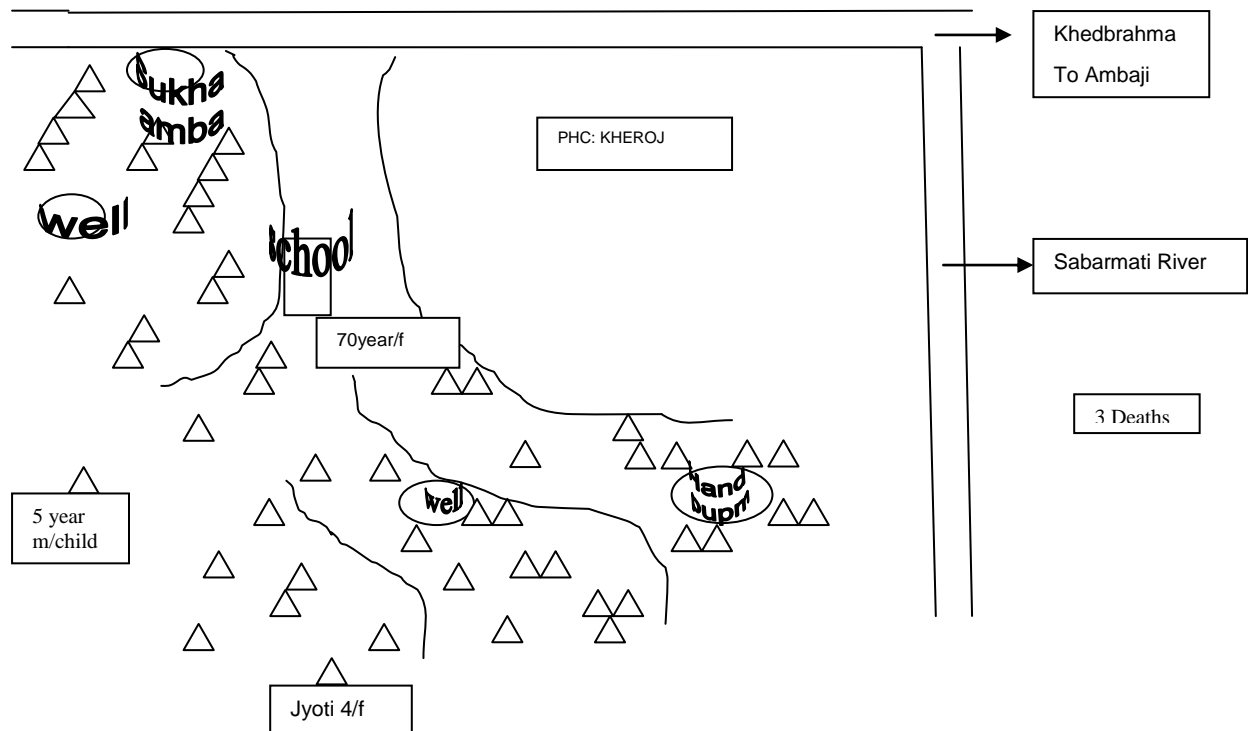 Khedbrahma
To Ambaji
Sukha
amba
PHC: KHEROJ
well
School
Sabarmati River
70year/f
3 Deaths
5 year
m/child
well
Hand
pupm
Jyoti 4/f